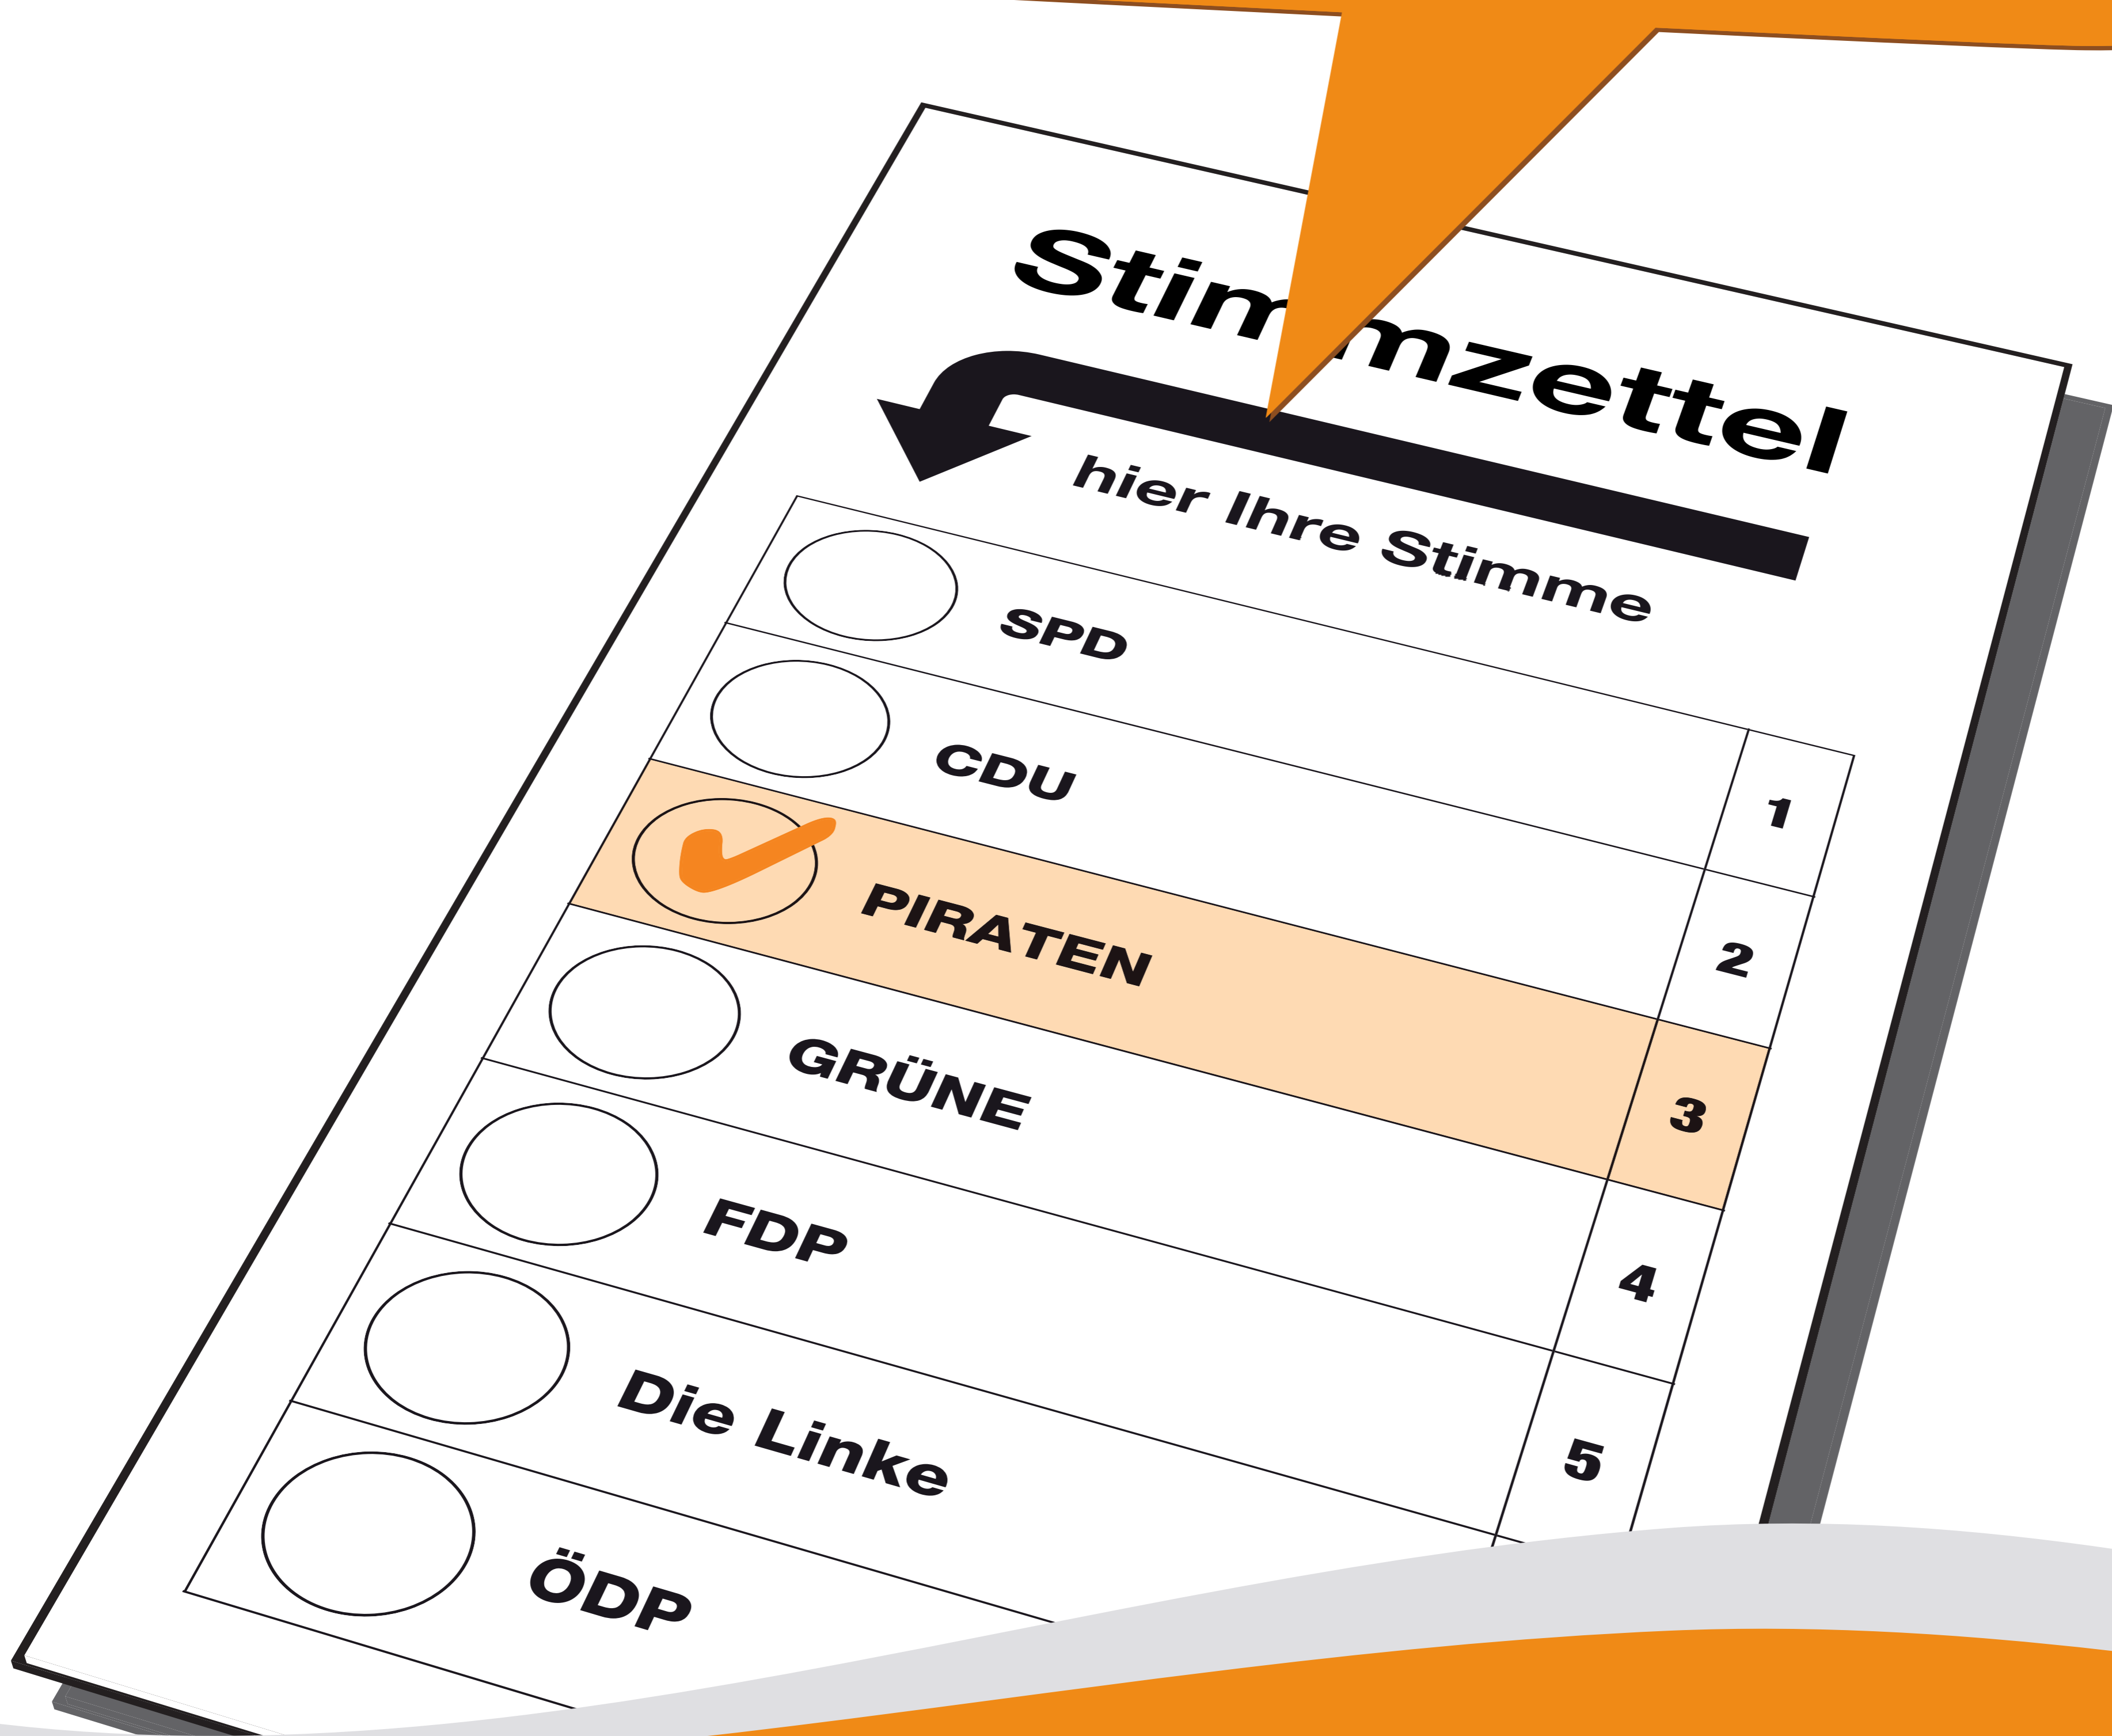 Stimmzettel
hier Ihre Stimme
SPD 1
CDU 2
PIRATEN 3
GRÜNE 4
FDP 5
Die Linke
ÖDP